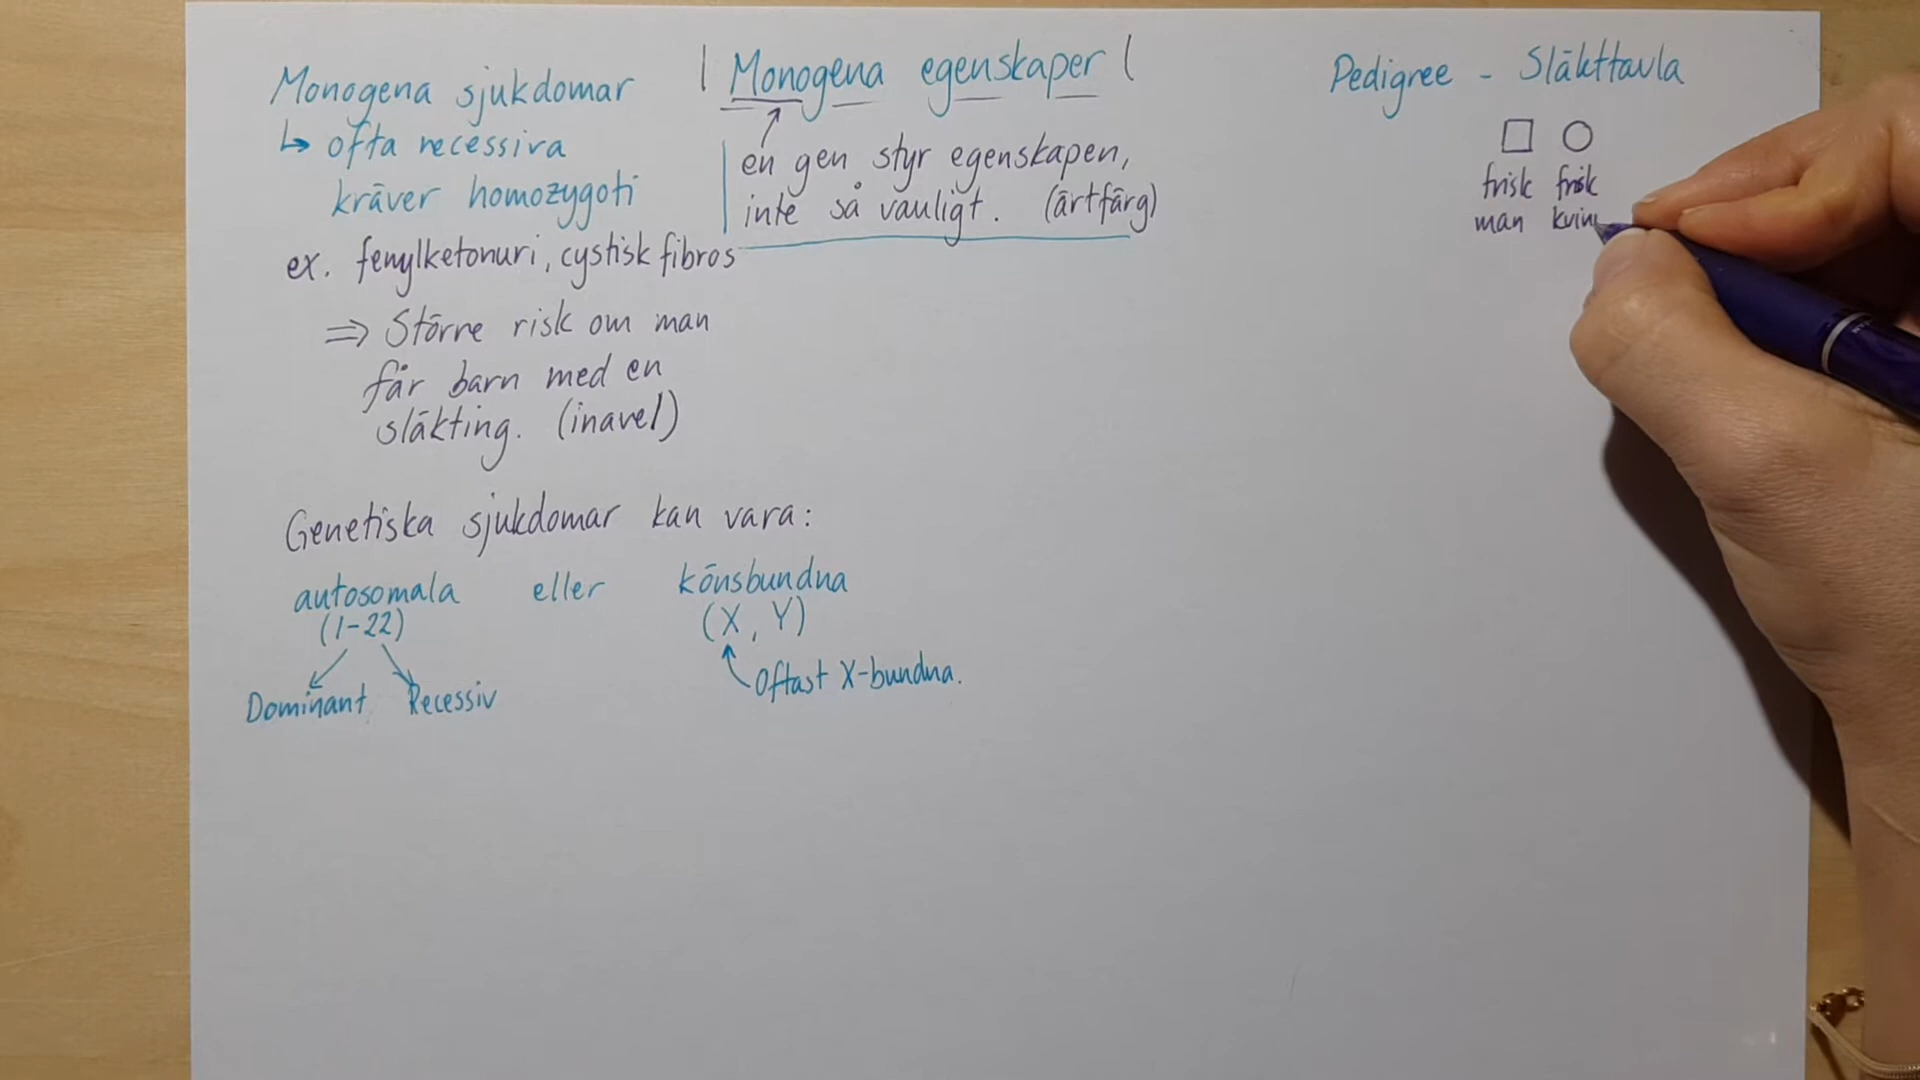 Monogena sjukdomar
↳ ofta recessiva
kräver homozygoti
ex. fenylketonuri, cystisk fibros
⇒ Större risk om man
får barn med en
släkting. (inavel)
| Monogena egenskaper |
en gen styr egenskapen,
inte så vanligt. (ärtfärg)
Genetiska sjukdomar kan vara:
autosomala eller könsbundna
(1-22) (X, Y)
Dominant Recessiv
Oftast X-bundna.
Pedigree - Släkttavla
frisk frisk
man kvinn